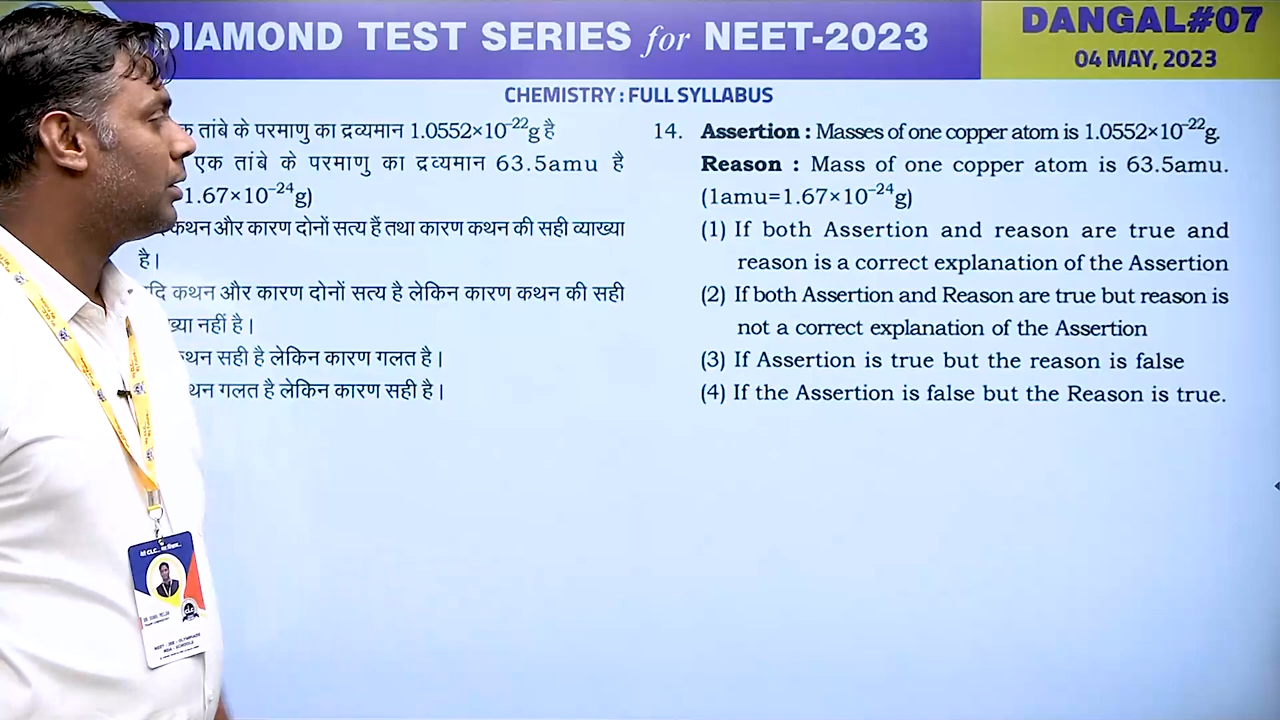 DIAMOND TEST SERIES for NEET-2023
DANGAL#07
04 MAY, 2023
CHEMISTRY : FULL SYLLABUS
तांबे के परमाणु का द्रव्यमान 1.0552×10⁻²²g है
एक तांबे के परमाणु का द्रव्यमान 63.5amu है
=1.67×10⁻²⁴g)
कथन और कारण दोनों सत्य हैं तथा कारण कथन की सही व्याख्या
है।
कथन और कारण दोनों सत्य है लेकिन कारण कथन की सही
नहीं है।
सही है लेकिन कारण गलत है।
गलत है लेकिन कारण सही है।
14. Assertion : Masses of one copper atom is 1.0552×10⁻²²g.
Reason : Mass of one copper atom is 63.5amu.
(1amu=1.67×10⁻²⁴g)
(1) If both Assertion and reason are true and
reason is a correct explanation of the Assertion
(2) If both Assertion and Reason are true but reason is
not a correct explanation of the Assertion
(3) If Assertion is true but the reason is false
(4) If the Assertion is false but the Reason is true.
CLC